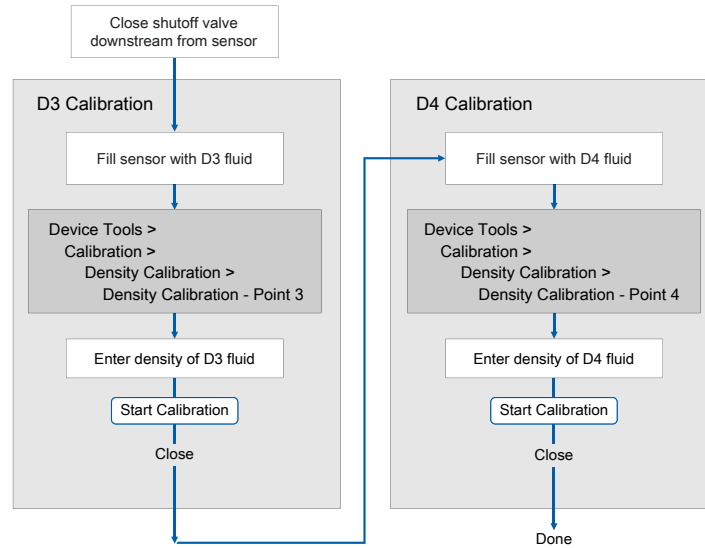 Close shutoff valve
downstream from sensor
D3 Calibration
Fill sensor with D3 fluid
Device Tools >
Calibration >
Density Calibration >
Density Calibration - Point 3
Enter density of D3 fluid
Start Calibration
Close
D4 Calibration
Fill sensor with D4 fluid
Device Tools >
Calibration >
Density Calibration >
Density Calibration - Point 4
Enter density of D4 fluid
Start Calibration
Close
Done